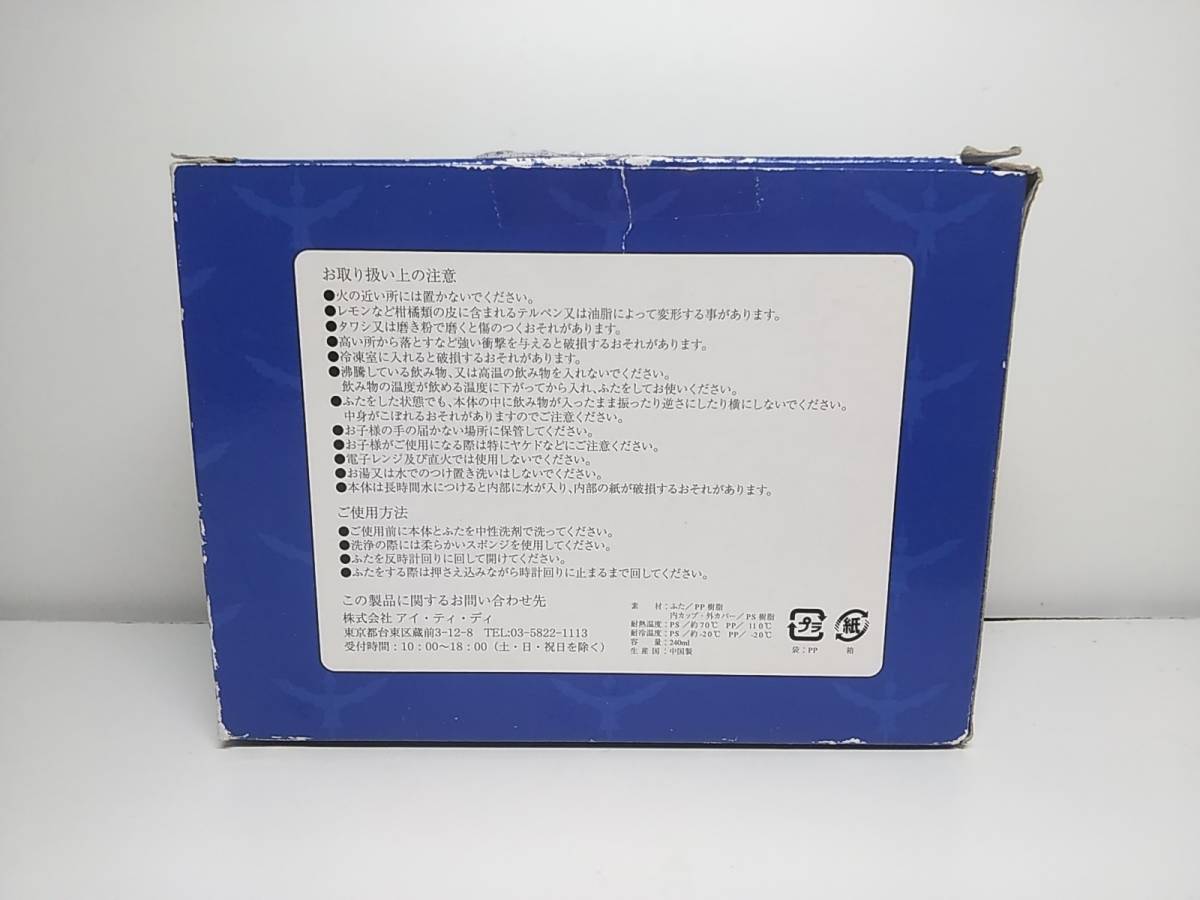 お取り扱い上の注意
●火の近い所には置かないでください。
●レモンなど柑橘類の皮に含まれるテルペン又は油脂によって変形する事があります。
●タワシ又は磨き粉で磨くと傷のつくおそれがあります。
●高い所から落とすなど強い衝撃を与えると破損するおそれがあります。
●冷凍室に入れると破損するおそれがあります。
●沸騰している飲み物、又は高温の飲み物を入れないでください。
飲み物の温度が飲める温度に下がってから入れ、ふたをしてお使いください。
●ふたをした状態でも、本体の中に飲み物が入ったまま振ったり逆さにしたり横にしないでください。
中身がこぼれるおそれがありますのでご注意ください。
●お子様の手の届かない場所に保管してください。
●お子様がご使用になる際は特にヤケドなどにご注意ください。
●電子レンジ及び直火では使用しないでください。
●お湯又は水でのつけ置き洗いはしないでください。
●本体は長時間水につけると内部に水が入り、内部の紙が破損するおそれがあります。
ご使用方法
●ご使用前に本体とふたを中性洗剤で洗ってください。
●洗浄の際には柔らかいスポンジを使用してください。
●ふたを反時計回りに回して開けてください。
●ふたをする際は押さえ込みながら時計回りに止まるまで回してください。
この製品に関するお問い合わせ先
株式会社 アイ・ティ・ディ
東京都台東区蔵前3-12-8 TEL:03-5822-1113
受付時間：10：00～18：00（土・日・祝日を除く）
素 材：ふた／PP樹脂
内カップ・外カバー／PS樹脂
耐熱温度：PS／約70℃ PP／110℃
耐冷温度：PS／約-20℃ PP／-20℃
容 量：240ml
生産国：中国製
プラ
袋：PP
紙
箱